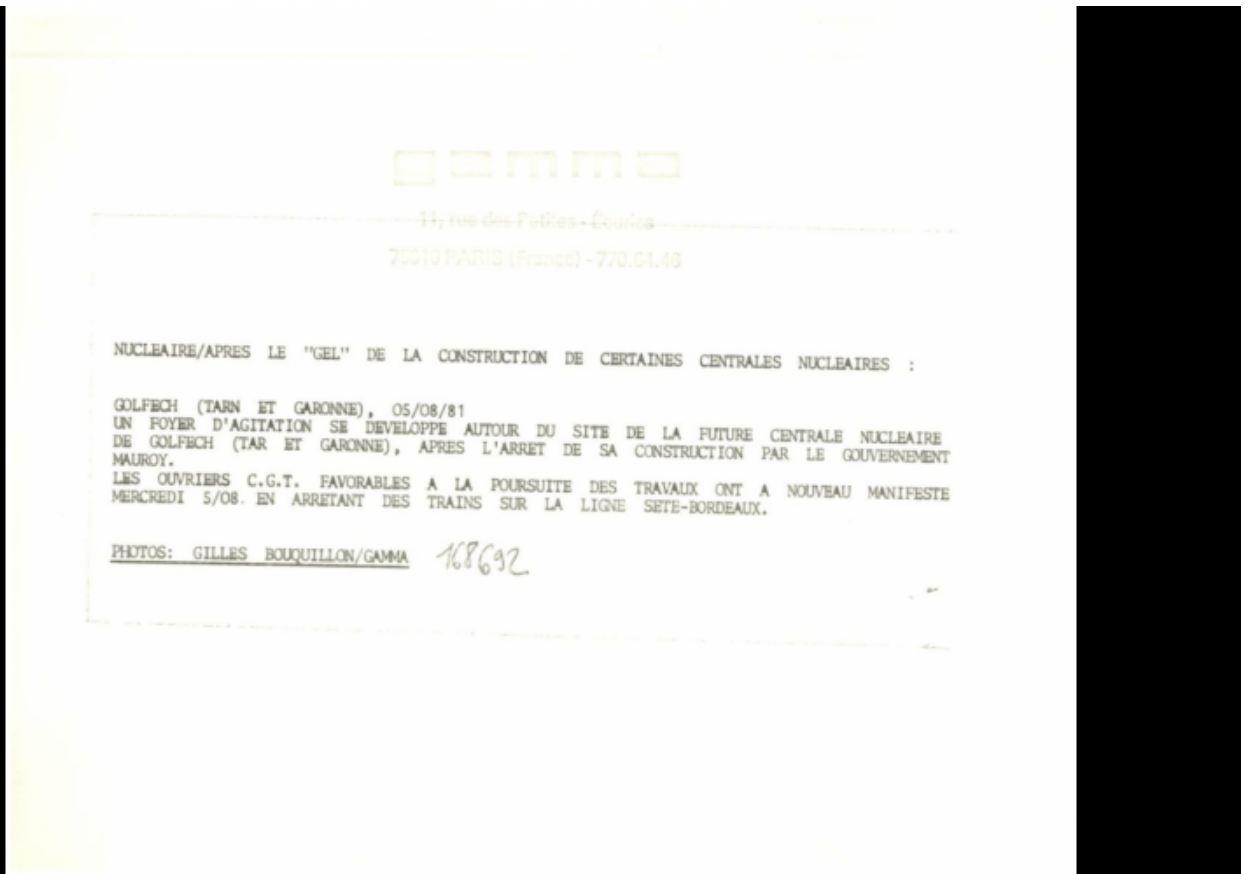 gamma
11, rue des Petites-Écuries
75010 PARIS (France) - 770.64.46
NUCLEAIRE/APRES LE "GEL" DE LA CONSTRUCTION DE CERTAINES CENTRALES NUCLEAIRES :
GOLFECH (TARN ET GARONNE), 05/08/81
UN FOYER D'AGITATION SE DEVELOPPE AUTOUR DU SITE DE LA FUTURE CENTRALE NUCLEAIRE
DE GOLFECH (TAR ET GARONNE), APRES L'ARRET DE SA CONSTRUCTION PAR LE GOUVERNEMENT
MAUROY.
LES OUVRIERS C.G.T. FAVORABLES A LA POURSUITE DES TRAVAUX ONT A NOUVEAU MANIFESTE
MERCREDI 5/08. EN ARRETANT DES TRAINS SUR LA LIGNE SETE-BORDEAUX.
PHOTOS: GILLES BOUQUILLON/GAMMA 168692